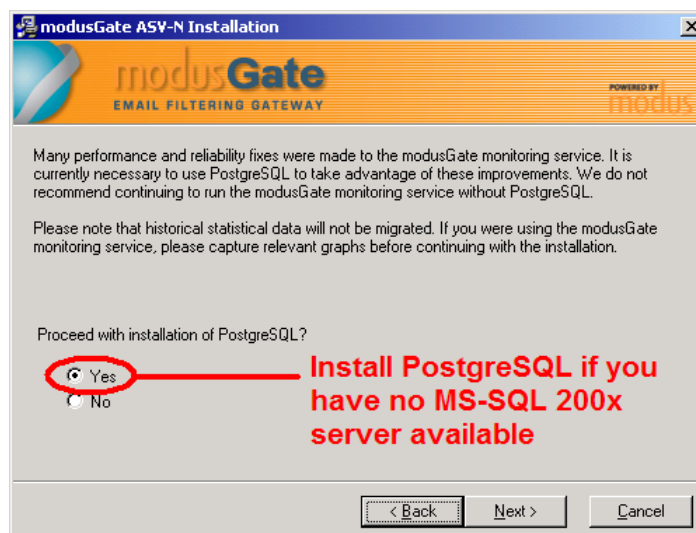 modusGate ASV-N Installation
modusGate
EMAIL FILTERING GATEWAY
POWERED BY
modus
Many performance and reliability fixes were made to the modusGate monitoring service. It is
currently necessary to use PostgreSQL to take advantage of these improvements. We do not
recommend continuing to run the modusGate monitoring service without PostgreSQL.
Please note that historical statistical data will not be migrated. If you were using the modusGate
monitoring service, please capture relevant graphs before continuing with the installation.
Proceed with installation of PostgreSQL?
Yes
No
Install PostgreSQL if you
have no MS-SQL 200x
server available
< Back
Next >
Cancel